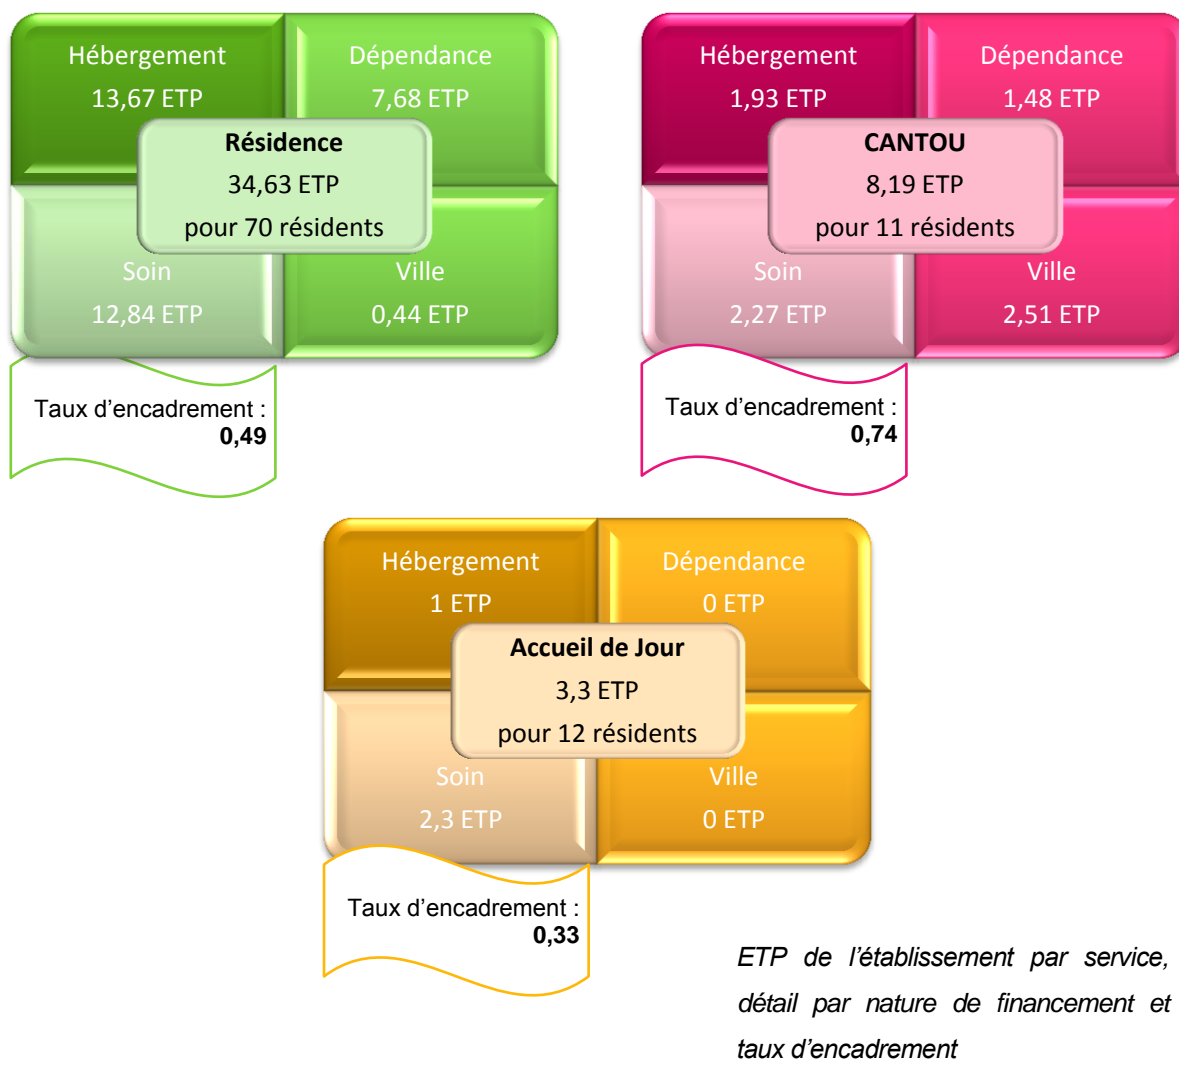 Hébergement
13,67 ETP
Dépendance
7,68 ETP
Résidence
34,63 ETP
pour 70 résidents
Soin
12,84 ETP
Ville
0,44 ETP
Taux d’encadrement :
0,49
Hébergement
1,93 ETP
Dépendance
1,48 ETP
CANTOU
8,19 ETP
pour 11 résidents
Soin
2,27 ETP
Ville
2,51 ETP
Taux d’encadrement :
0,74
Hébergement
1 ETP
Dépendance
0 ETP
Accueil de Jour
3,3 ETP
pour 12 résidents
Soin
2,3 ETP
Ville
0 ETP
Taux d’encadrement :
0,33
ETP de l’établissement par service,
détail par nature de financement et
taux d’encadrement